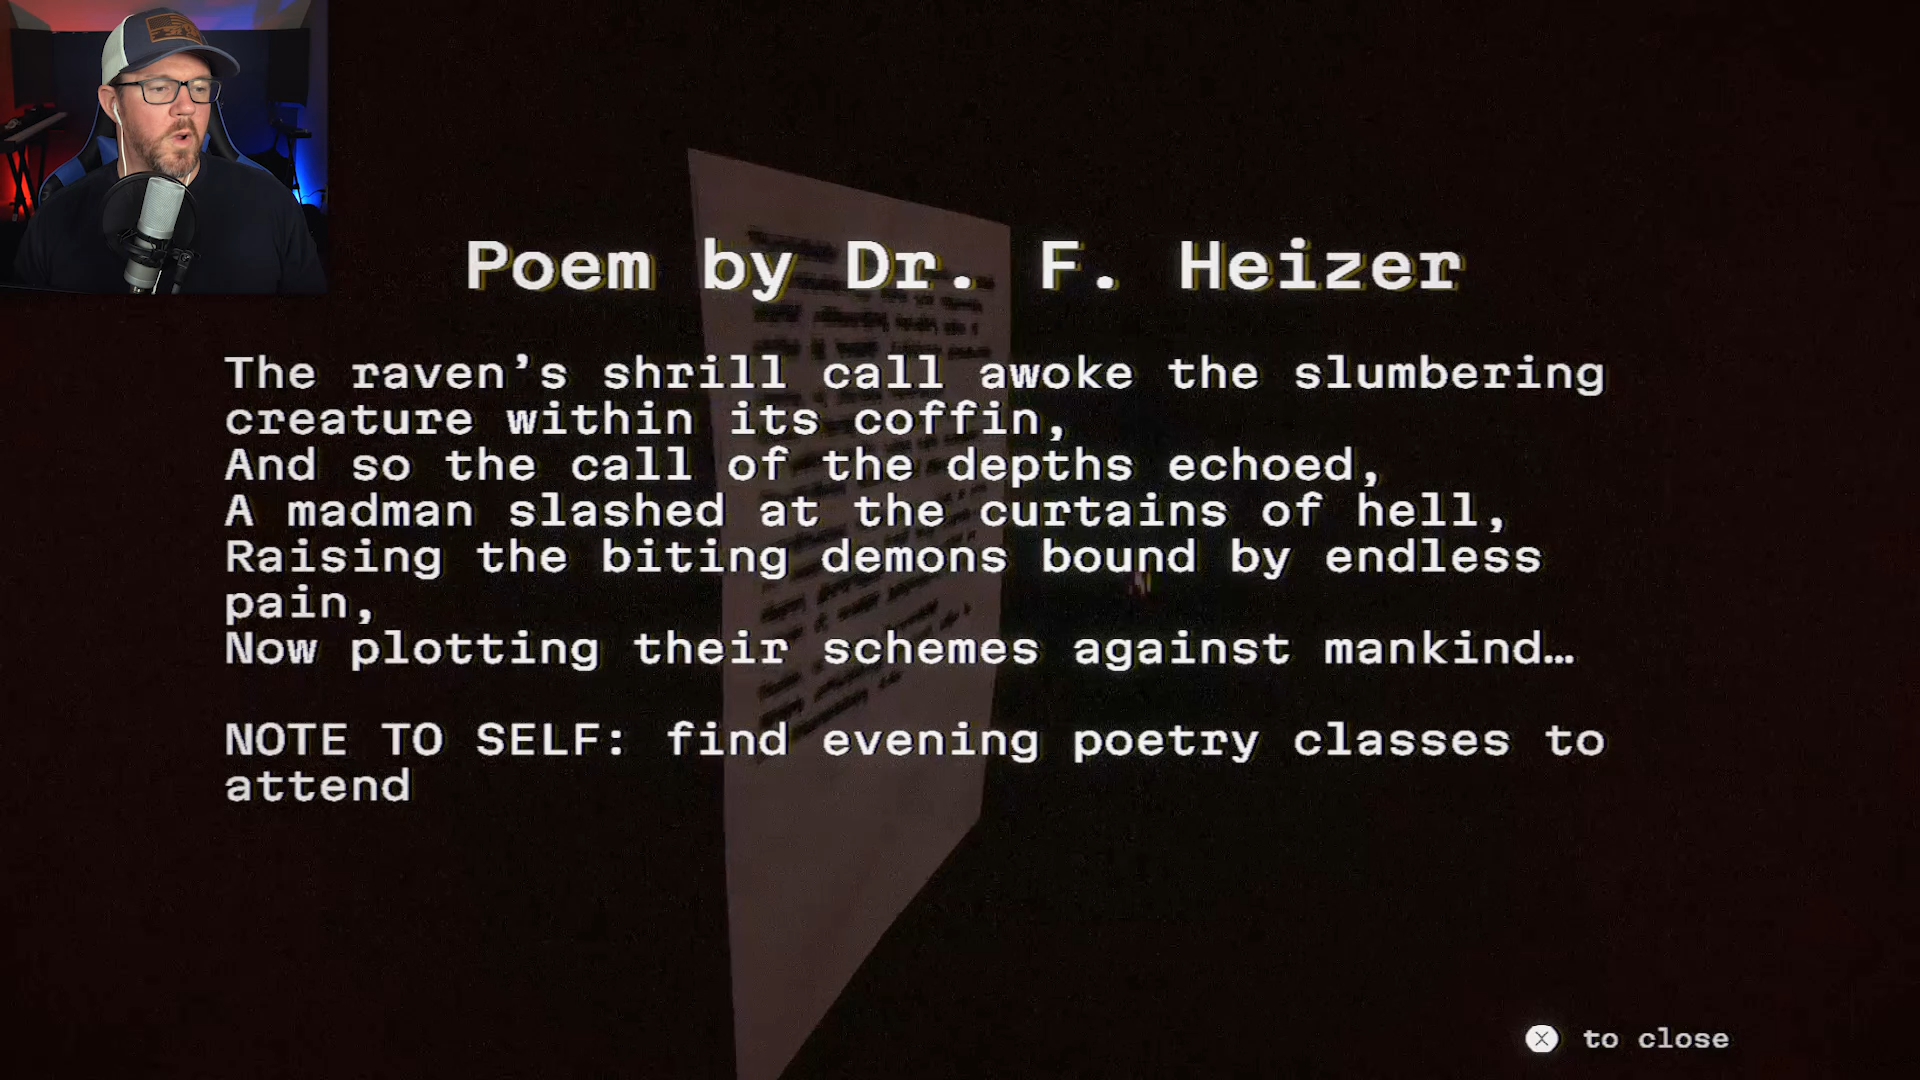 Poem by Dr. F. Heizer
The raven’s shrill call awoke the slumbering
creature within its coffin,
And so the call of the depths echoed,
A madman slashed at the curtains of hell,
Raising the biting demons bound by endless
pain,
Now plotting their schemes against mankind…
NOTE TO SELF: find evening poetry classes to
attend
X to close